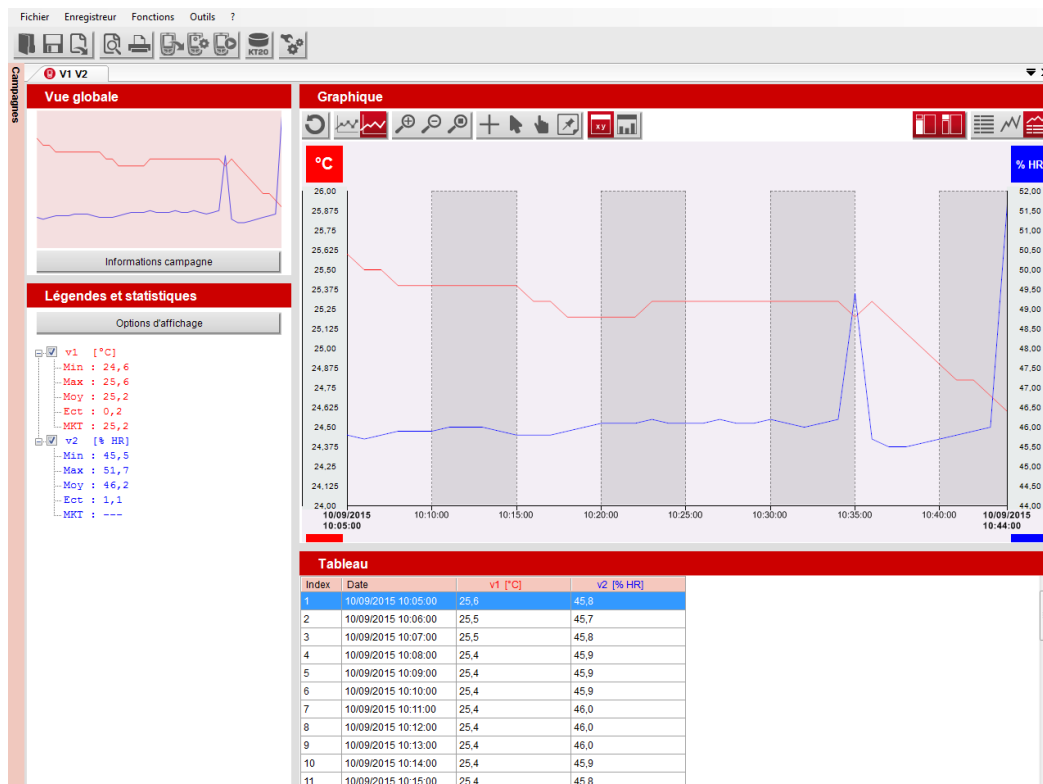 Fichier Enregistreur Fonctions Outils ?
KT20
Campagnes
V1 V2
Vue globale
Informations campagne
Légendes et statistiques
Options d'affichage
v1 [°C]
Min : 24,6
Max : 25,6
Moy : 25,2
Ect : 0,2
MKT : 25,2
v2 [% HR]
Min : 45,5
Max : 51,7
Moy : 46,2
Ect : 1,1
MKT : ---
Graphique
xy
°C
% HR
26,00
25,875
25,75
25,625
25,50
25,375
25,25
25,125
25,00
24,875
24,75
24,625
24,50
24,375
24,25
24,125
24,00
52,00
51,50
51,00
50,50
50,00
49,50
49,00
48,50
48,00
47,50
47,00
46,50
46,00
45,50
45,00
44,50
44,00
10/09/2015 10:10:00 10:15:00 10:20:00 10:25:00 10:30:00 10:35:00 10:40:00 10/09/2015
10:05:00 10:44:00
Tableau
Index Date v1 [°C] v2 [% HR]
1 10/09/2015 10:05:00 25,6 45,8
2 10/09/2015 10:06:00 25,5 45,7
3 10/09/2015 10:07:00 25,5 45,8
4 10/09/2015 10:08:00 25,4 45,9
5 10/09/2015 10:09:00 25,4 45,9
6 10/09/2015 10:10:00 25,4 45,9
7 10/09/2015 10:11:00 25,4 46,0
8 10/09/2015 10:12:00 25,4 46,0
9 10/09/2015 10:13:00 25,4 46,0
10 10/09/2015 10:14:00 25,4 45,9
11 10/09/2015 10:15:00 25,4 45,8